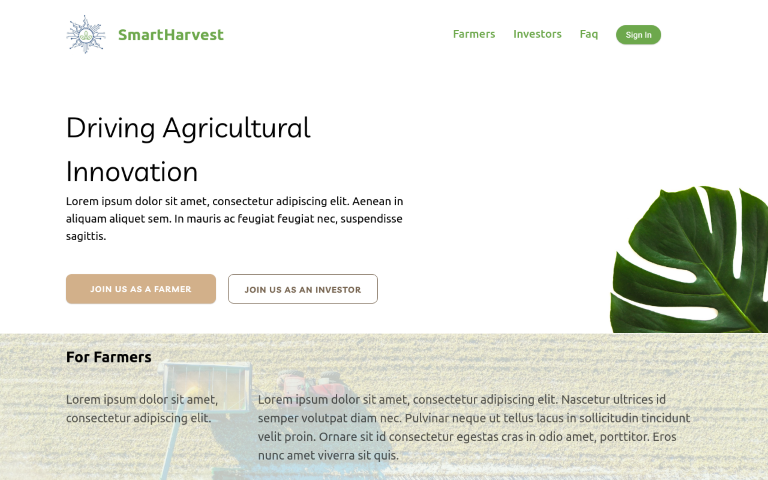 SmartHarvest
Farmers
Investors
Faq
Sign In
Driving Agricultural
Innovation
Lorem ipsum dolor sit amet, consectetur adipiscing elit. Aenean in
aliquam aliquet sem. In mauris ac feugiat feugiat nec, suspendisse
sagittis.
JOIN US AS A FARMER
JOIN US AS AN INVESTOR
For Farmers
Lorem ipsum dolor sit amet,
consectetur adipiscing elit.
Lorem ipsum dolor sit amet, consectetur adipiscing elit. Nascetur ultrices id
semper volutpat diam nec. Pulvinar neque ut tellus lacus in sollicitudin tincidunt
velit proin. Ornare sit id consectetur egestas cras in odio amet, porttitor. Eros
nunc amet viverra sit quis.